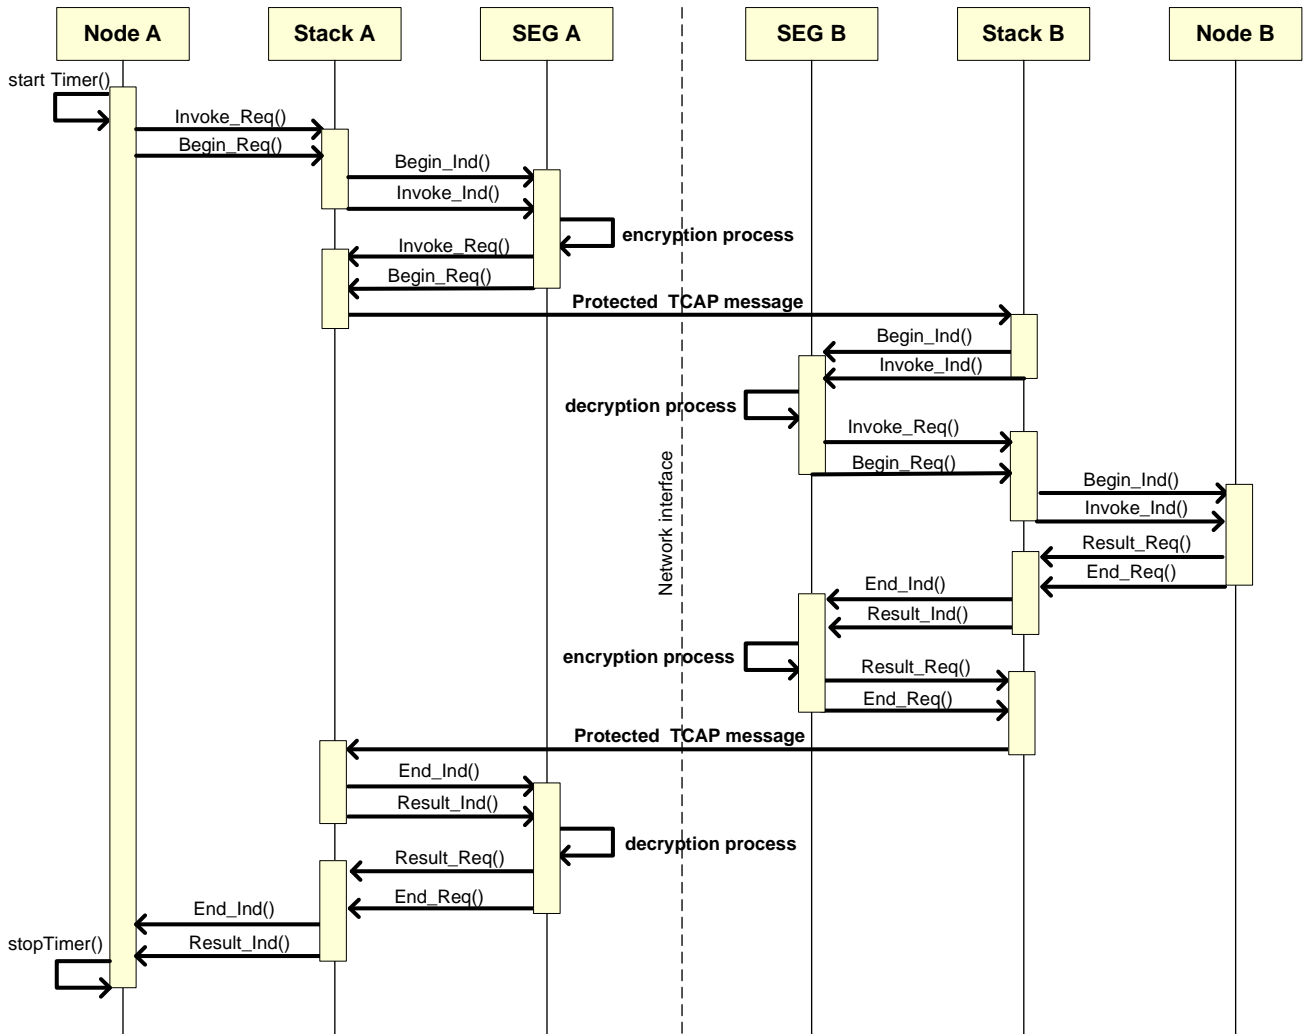 Node A
Stack A
SEG A
SEG B
Stack B
Node B
start Timer()
Invoke_Req()
Begin_Req()
Begin_Ind()
Invoke_Ind()
encryption process
Invoke_Req()
Begin_Req()
Protected TCAP message
Begin_Ind()
Invoke_Ind()
decryption process
Invoke_Req()
Begin_Req()
Network interface
Begin_Ind()
Invoke_Ind()
Result_Req()
End_Req()
End_Ind()
Result_Ind()
encryption process
Result_Req()
End_Req()
Protected TCAP message
End_Ind()
Result_Ind()
decryption process
Result_Req()
End_Req()
End_Ind()
Result_Ind()
stopTimer()